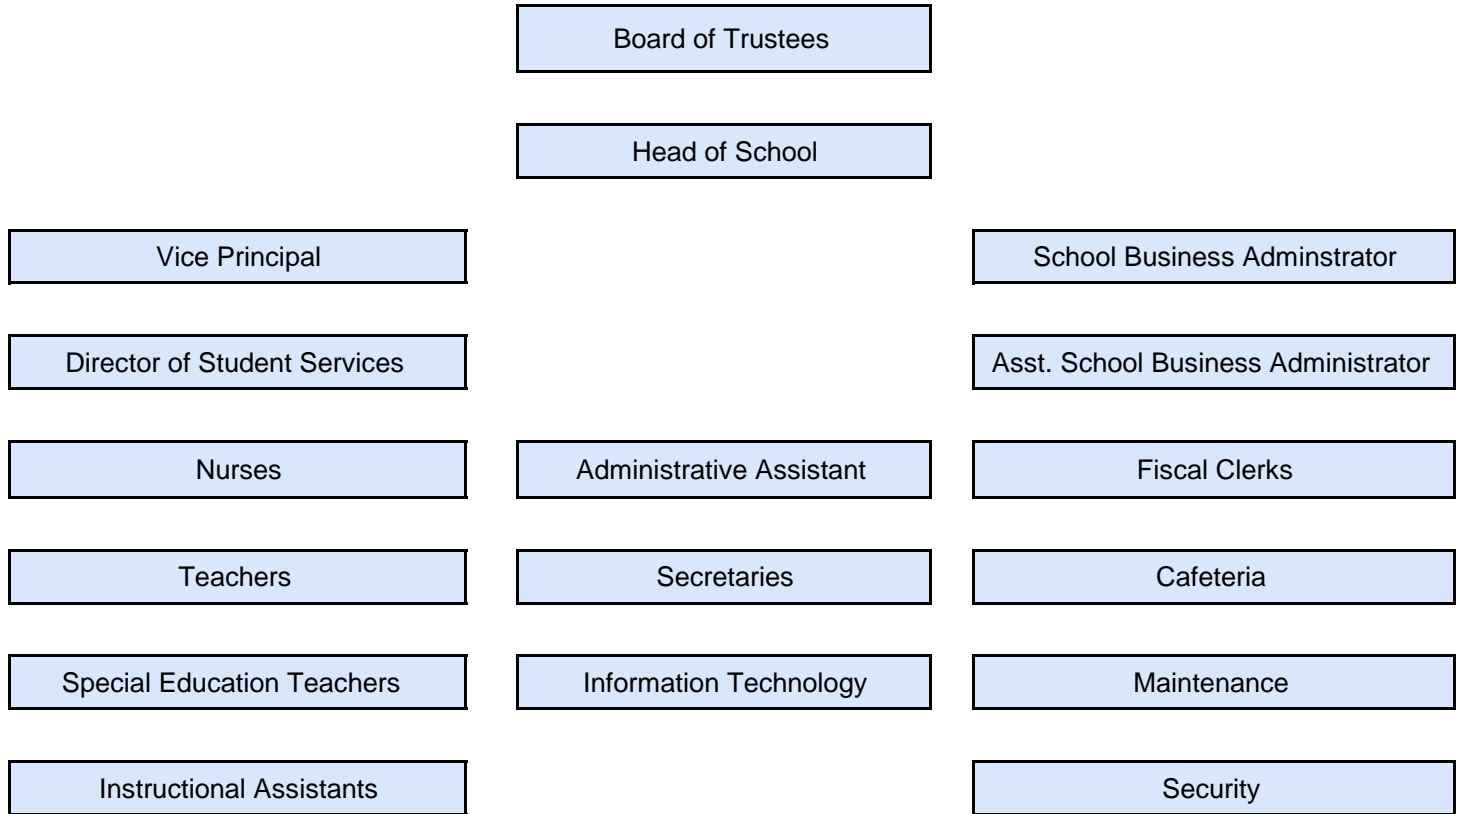 Board of Trustees
Head of School
Vice Principal
School Business Adminstrator
Director of Student Services
Asst. School Business Administrator
Nurses
Administrative Assistant
Fiscal Clerks
Teachers
Secretaries
Cafeteria
Special Education Teachers
Information Technology
Maintenance
Instructional Assistants
Security